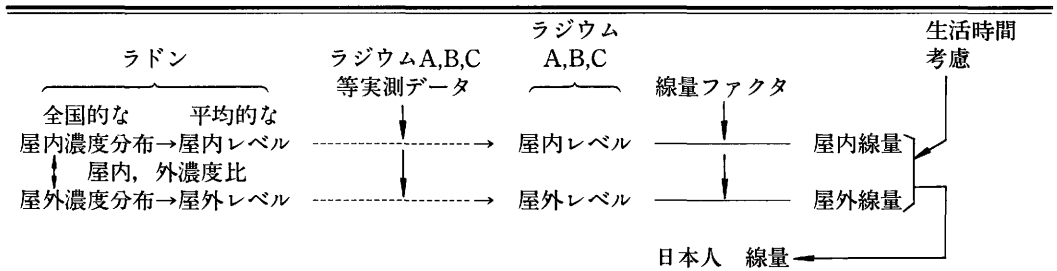 生活時間
考慮
ラジウム
A,B,C
ラドン
ラジウムA,B,C
等実測データ
線量ファクタ
全国的な 平均的な
屋内濃度分布→屋内レベル 屋内レベル 屋内線量
屋内，外濃度比
屋外濃度分布→屋外レベル 屋外レベル 屋外線量
日本人 線量